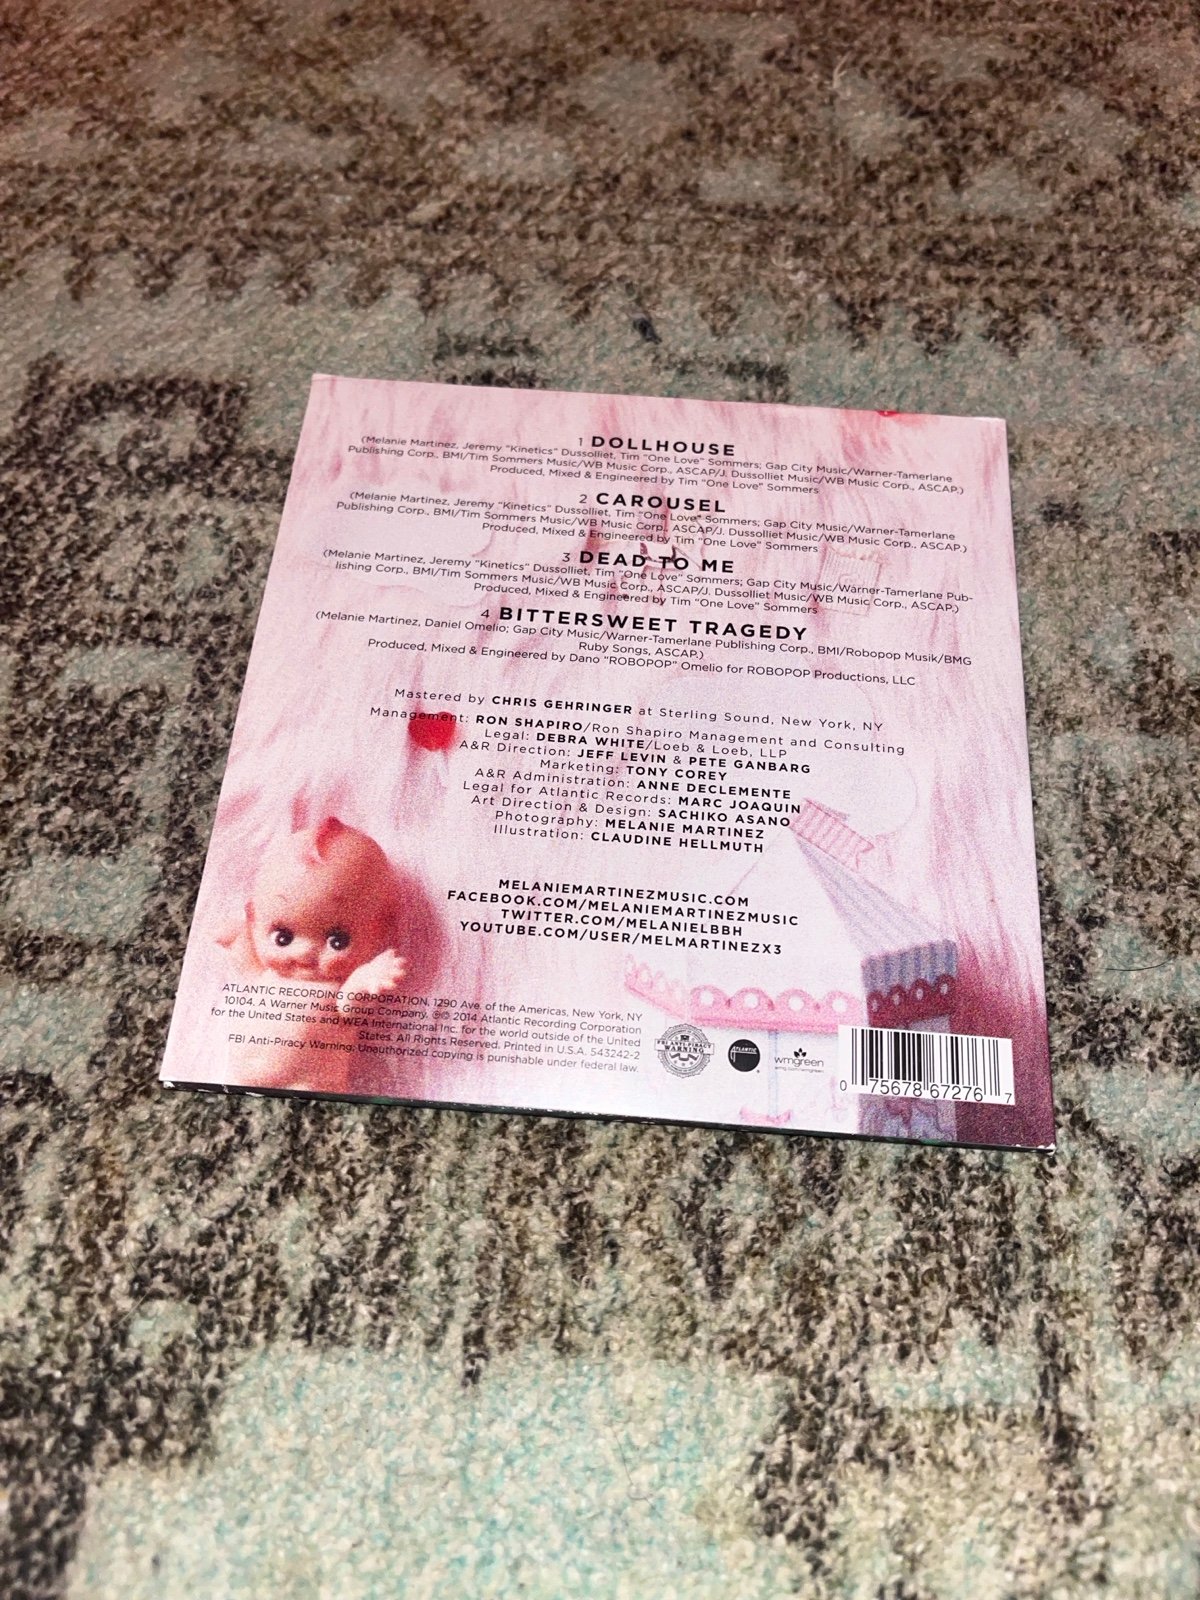 1 DOLLHOUSE
(Melanie Martinez, Jeremy "Kinetics" Dussolliet, Tim "One Love" Sommers; Gap City Music/Warner-Tamerlane
Publishing Corp., BMI/Tim Sommers Music/WB Music Corp., ASCAP/J. Dussolliet Music/WB Music Corp., ASCAP.)
Produced, Mixed & Engineered by Tim "One Love" Sommers
2 CAROUSEL
(Melanie Martinez, Jeremy "Kinetics" Dussolliet, Tim "One Love" Sommers; Gap City Music/Warner-Tamerlane
Publishing Corp., BMI/Tim Sommers Music/WB Music Corp., ASCAP/J. Dussolliet Music/WB Music Corp., ASCAP.)
Produced, Mixed & Engineered by Tim "One Love" Sommers
3 DEAD TO ME
(Melanie Martinez, Jeremy "Kinetics" Dussolliet, Tim "One Love" Sommers; Gap City Music/Warner-Tamerlane Pub-
lishing Corp., BMI/Tim Sommers Music/WB Music Corp., ASCAP/J. Dussolliet Music/WB Music Corp., ASCAP.)
Produced, Mixed & Engineered by Tim "One Love" Sommers
4 BITTERSWEET TRAGEDY
(Melanie Martinez, Daniel Omelio; Gap City Music/Warner-Tamerlane Publishing Corp., BMI/Robopop Musik/BMG
Ruby Songs, ASCAP.)
Produced, Mixed & Engineered by Dano "ROBOPOP" Omelio for ROBOPOP Productions, LLC
Mastered by CHRIS GEHRINGER at Sterling Sound, New York, NY
Management: RON SHAPIRO/Ron Shapiro Management and Consulting
Legal: DEBRA WHITE/Loeb & Loeb, LLP
A&R Direction: JEFF LEVIN & PETE GANBARG
Marketing: TONY COREY
A&R Administration: ANNE DECLEMENTE
Legal for Atlantic Records: MARC JOAQUIN
Art Direction & Design: SACHIKO ASANO
Photography: MELANIE MARTINEZ
Illustration: CLAUDINE HELLMUTH
MELANIEMARTINEZMUSIC.COM
FACEBOOK.COM/MELANIEMARTINEZMUSIC
TWITTER.COM/MELANIELBBH
YOUTUBE.COM/USER/MELMARTINEZX3
ATLANTIC RECORDING CORPORATION, 1290 Ave. of the Americas, New York, NY
10104. A Warner Music Group Company. ℗© 2014 Atlantic Recording Corporation
for the United States and WEA International Inc. for the world outside of the United
States. All Rights Reserved. Printed in U.S.A. 543242-2
FBI Anti-Piracy Warning: Unauthorized copying is punishable under federal law.
FBI ANTI-PIRACY
WARNING
ATLANTIC
wmgreen
wmg.com/wmgreen
0 75678 67276 7